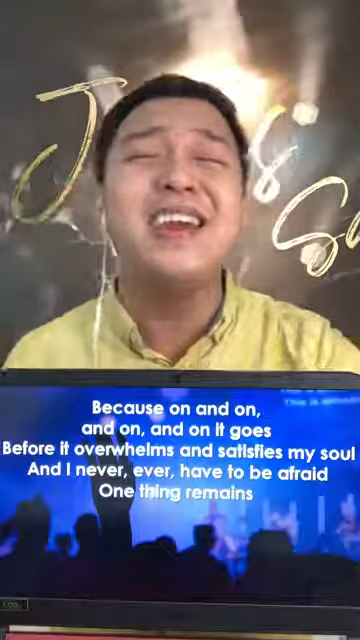 J
S
S
Because on and on,
and on, and on it goes
Before it overwhelms and satisfies my soul
And I never, ever, have to be afraid
One thing remains